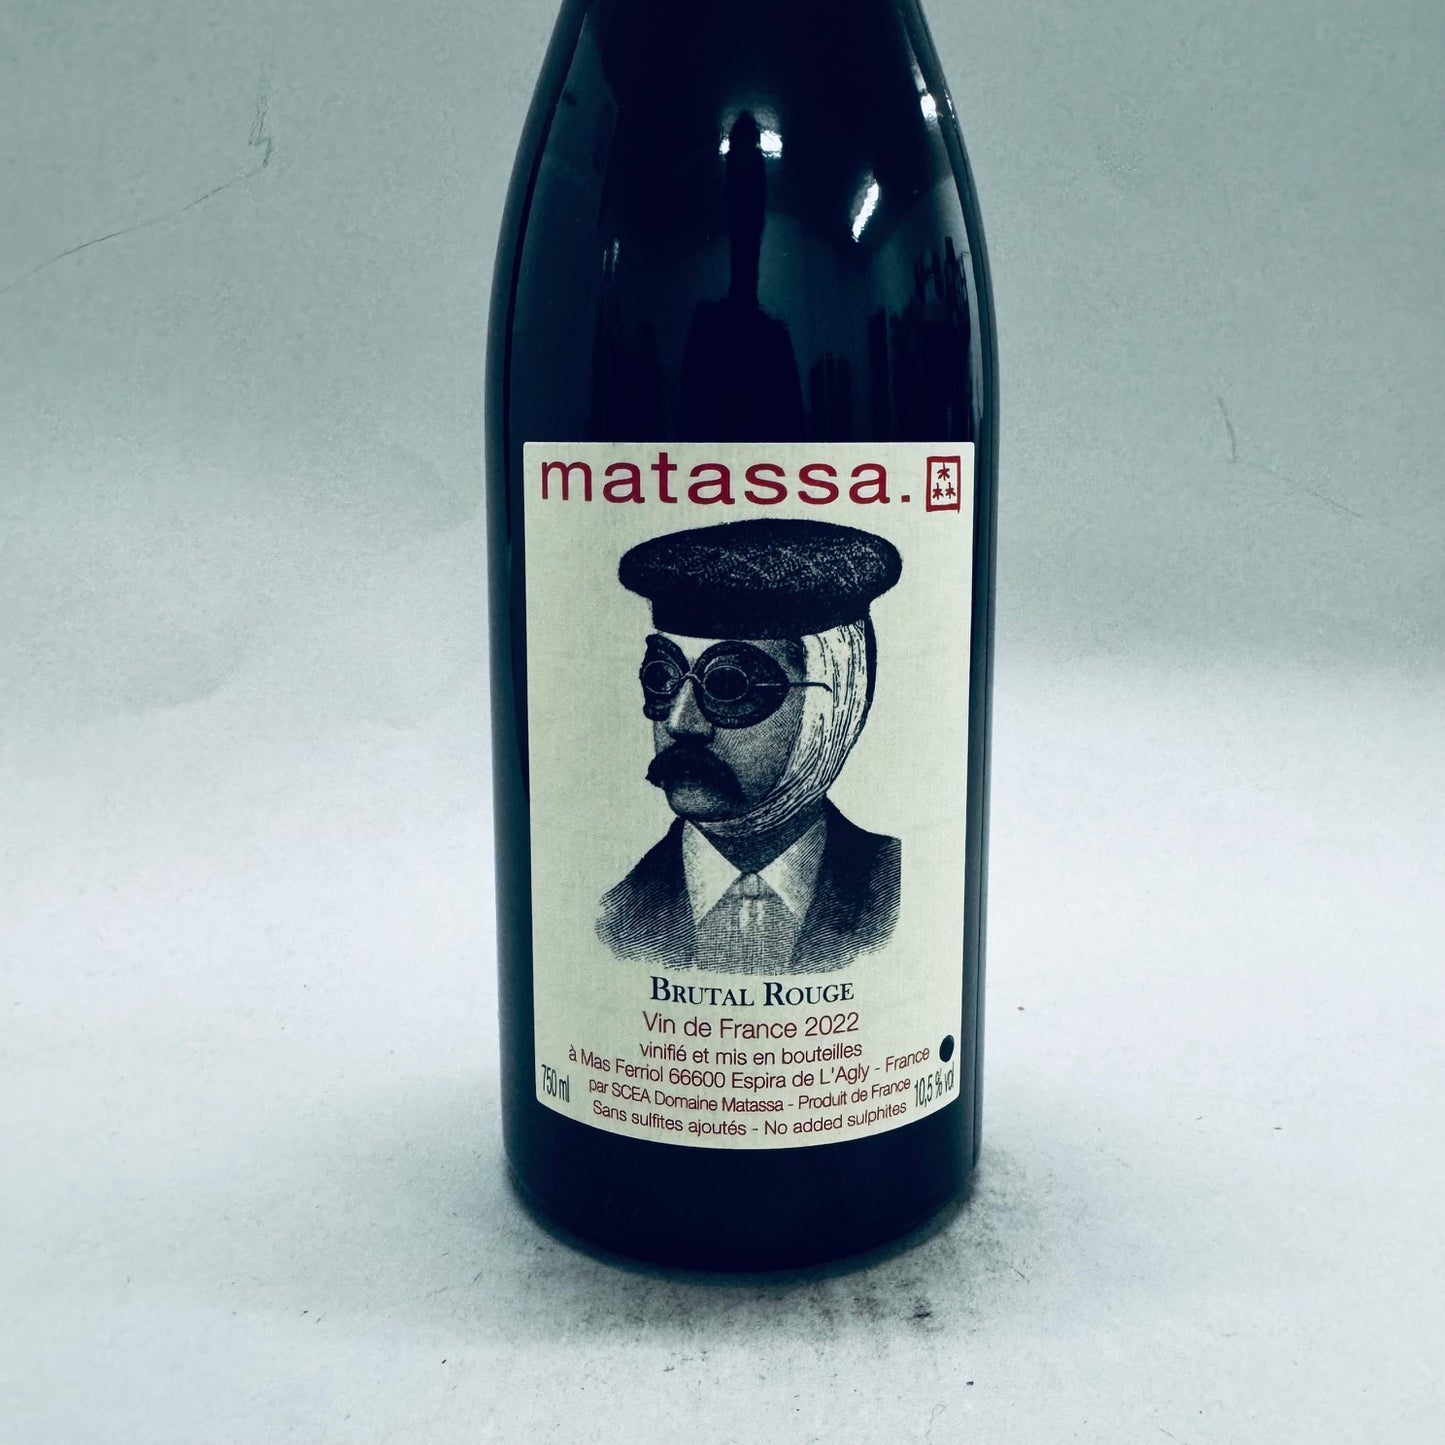 matassa.
BRUTAL ROUGE
Vin de France 2022
vinifié et mis en bouteilles
à Mas Ferriol 66600 Espira de L'Agly - France
par SCEA Domaine Matassa - Produit de France
750 ml
10,5 % vol
Sans sulfites ajoutés - No added sulphites